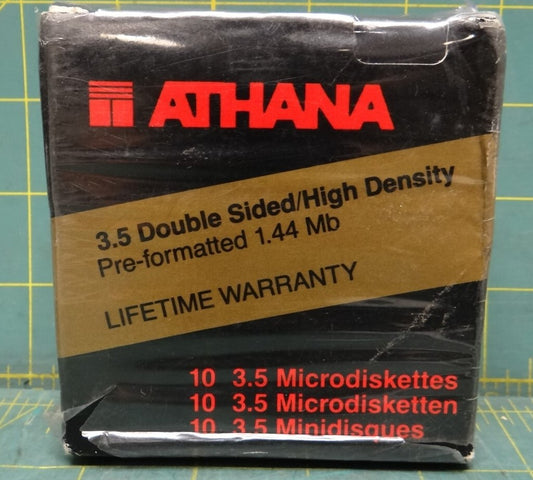 ATHANA
3.5 Double Sided/High Density
Pre-formatted 1.44 Mb
LIFETIME WARRANTY
10 3.5 Microdiskettes
10 3.5 Microdisketten
10 3.5 Minidisques